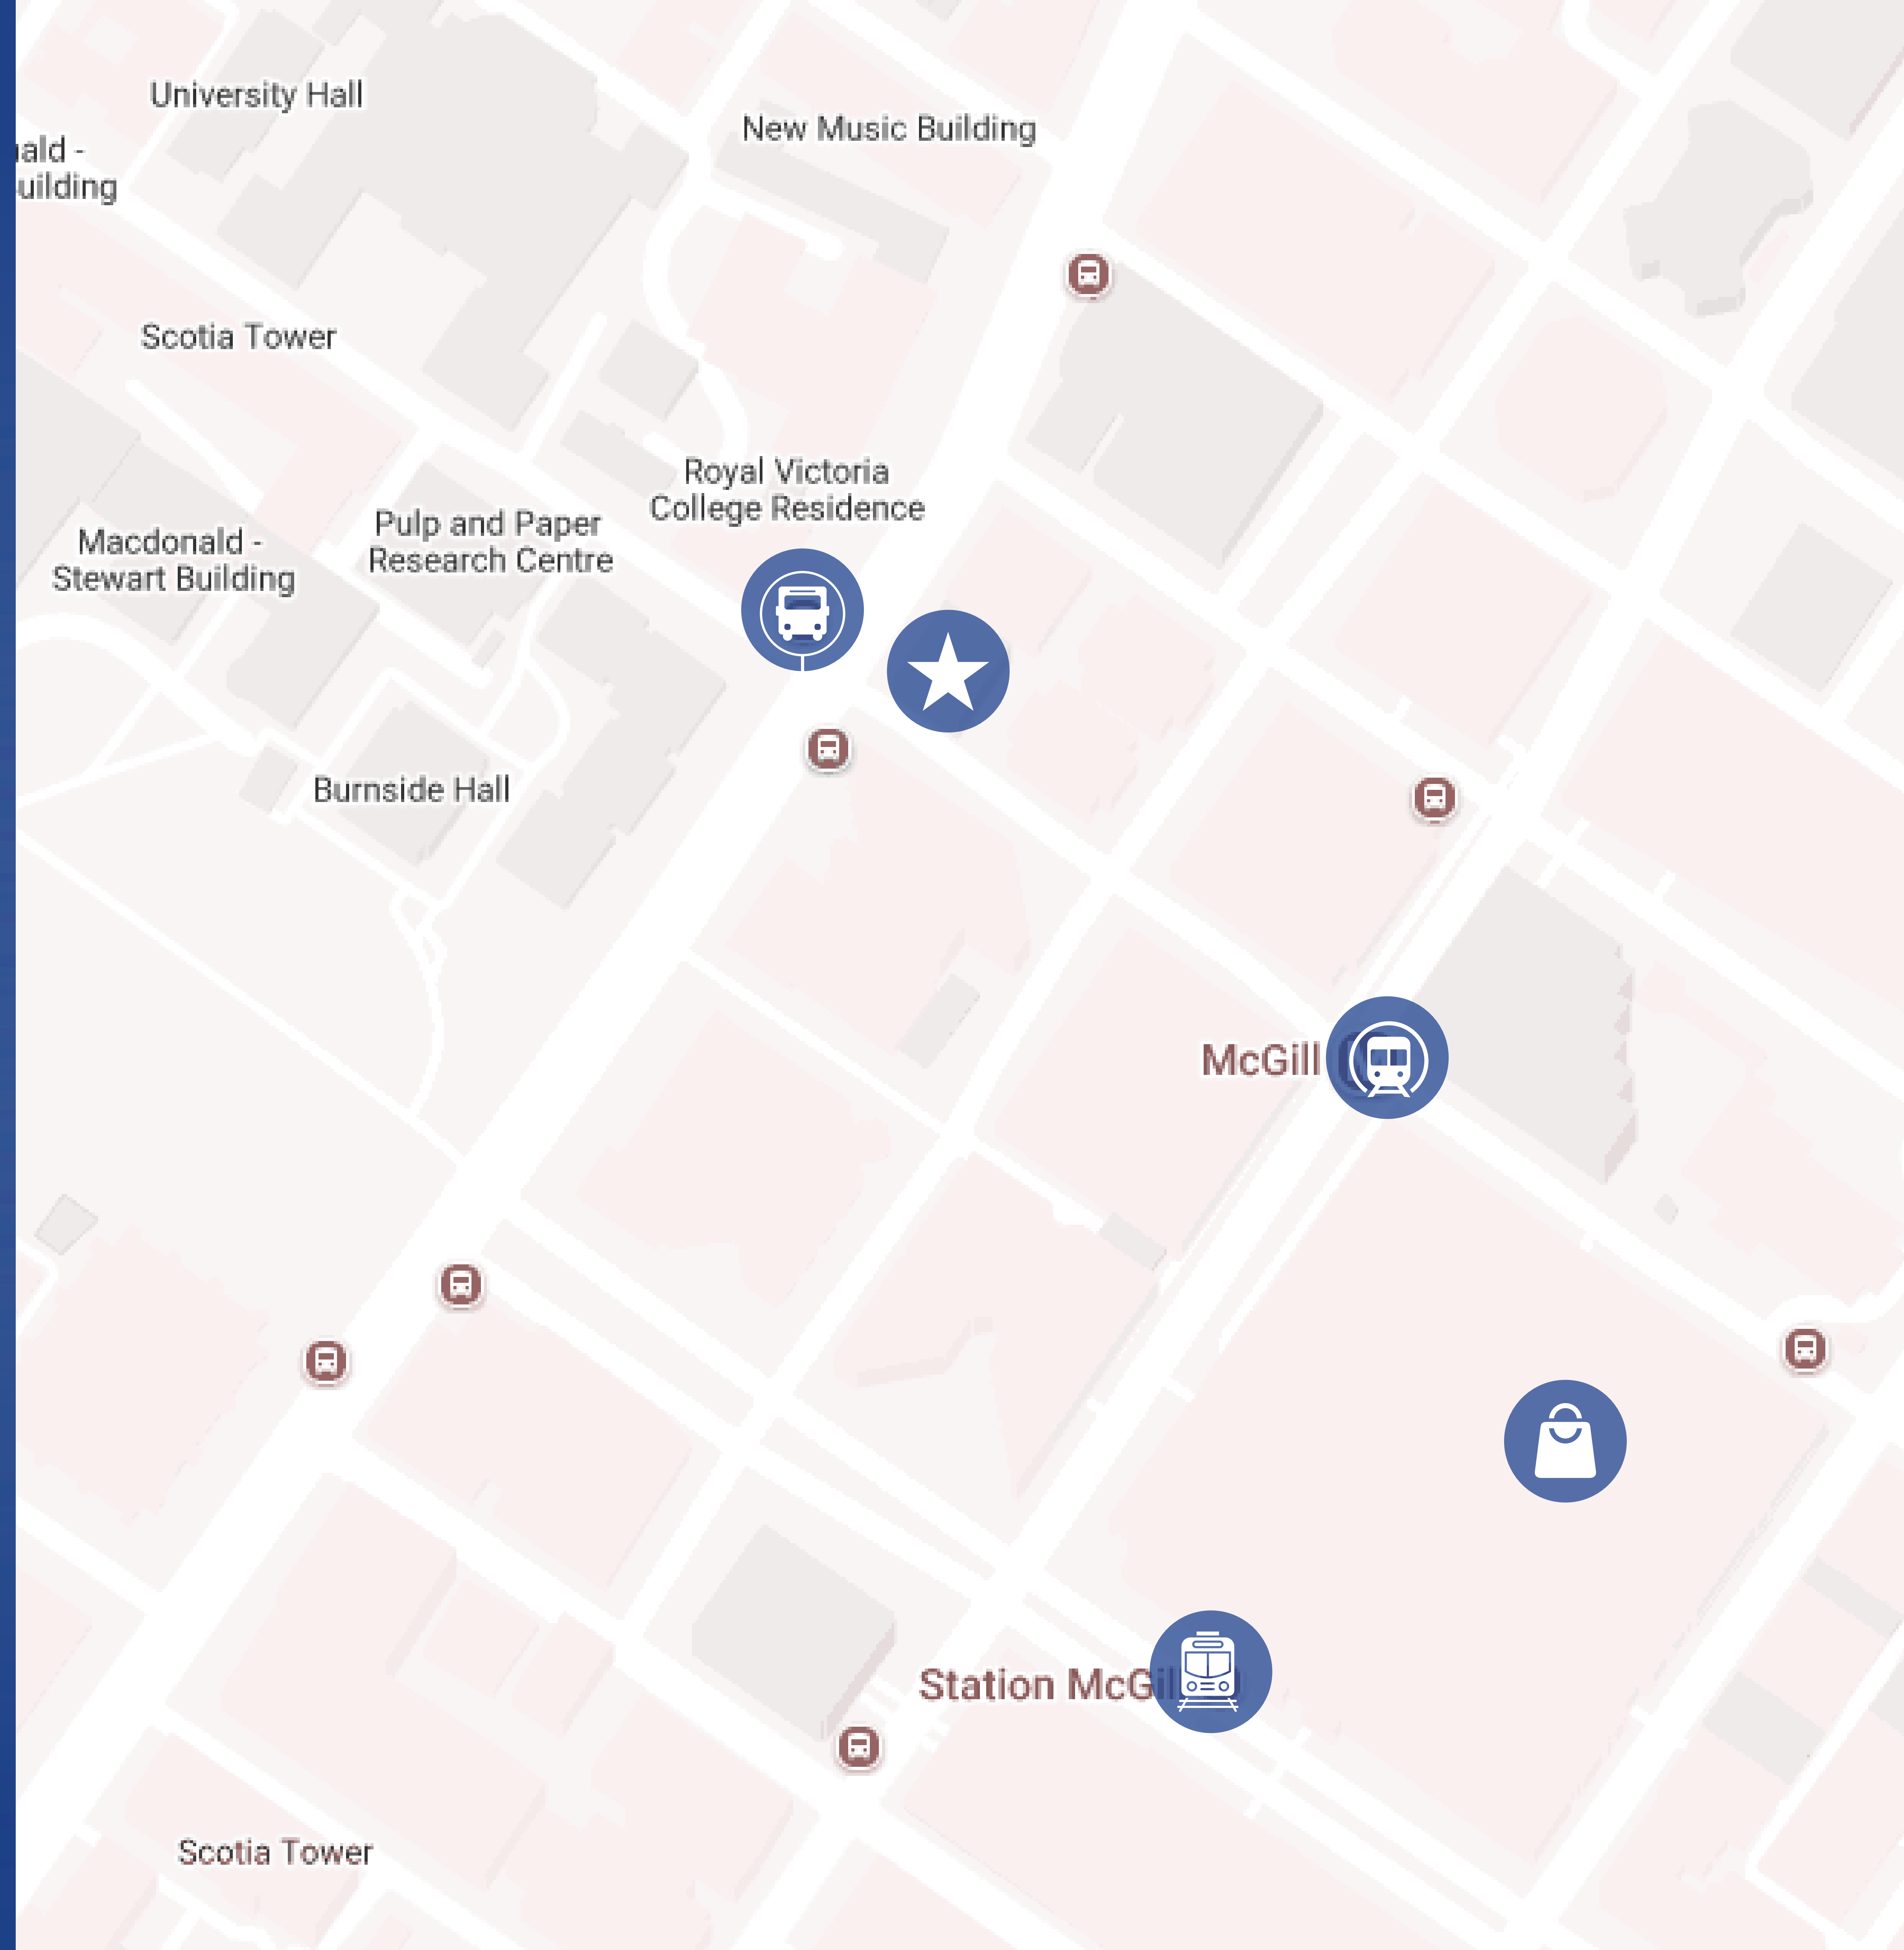 University Hall
New Music Building
ald -
uilding
Scotia Tower
Royal Victoria
College Residence
Pulp and Paper
Research Centre
Macdonald -
Stewart Building
Burnside Hall
McGill
Station McGill
Scotia Tower